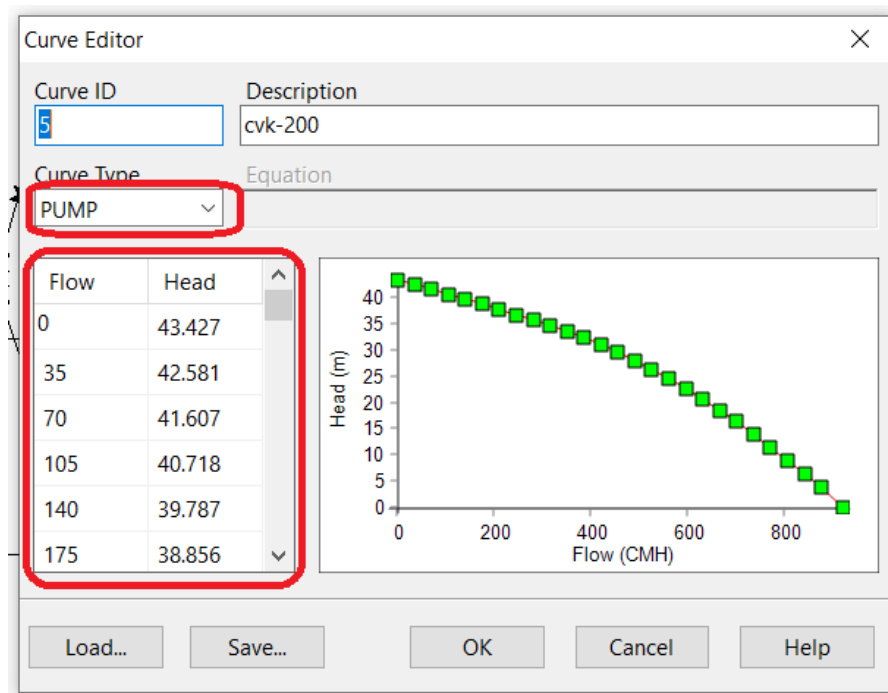 Curve Editor
Curve ID Description
5 cvk-200
Curve Type Equation
PUMP
Flow Head
0 43.427
35 42.581
70 41.607
105 40.718
140 39.787
175 38.856
Head (m)
40
35
30
25
20
15
10
5
0
0 200 400 600 800
Flow (CMH)
Load... Save... OK Cancel Help